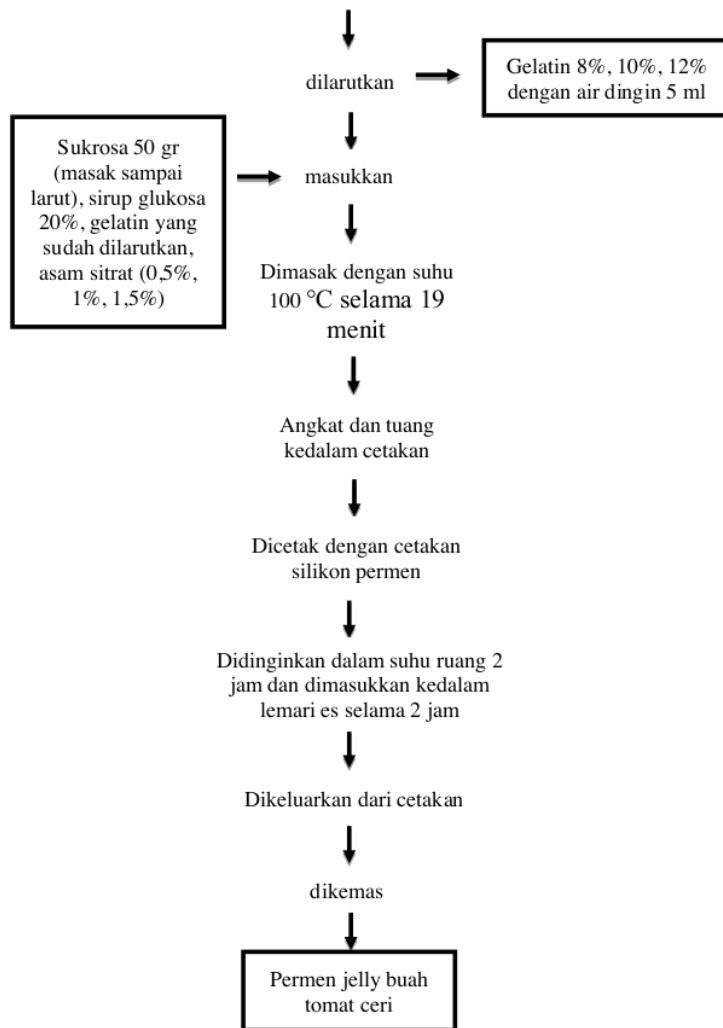 dilarutkan
Gelatin 8%, 10%, 12%
dengan air dingin 5 ml
Sukrosa 50 gr
(masak sampai
larut), sirup glukosa
20%, gelatin yang
sudah dilarutkan,
asam sitrat (0,5%,
1%, 1,5%)
masukkan
Dimasak dengan suhu
100 °C selama 19
menit
Angkat dan tuang
kedalam cetakan
Dicetak dengan cetakan
silikon permen
Didinginkan dalam suhu ruang 2
jam dan dimasukkan kedalam
lemari es selama 2 jam
Dikeluarkan dari cetakan
dikemas
Permen jelly buah
tomat ceri